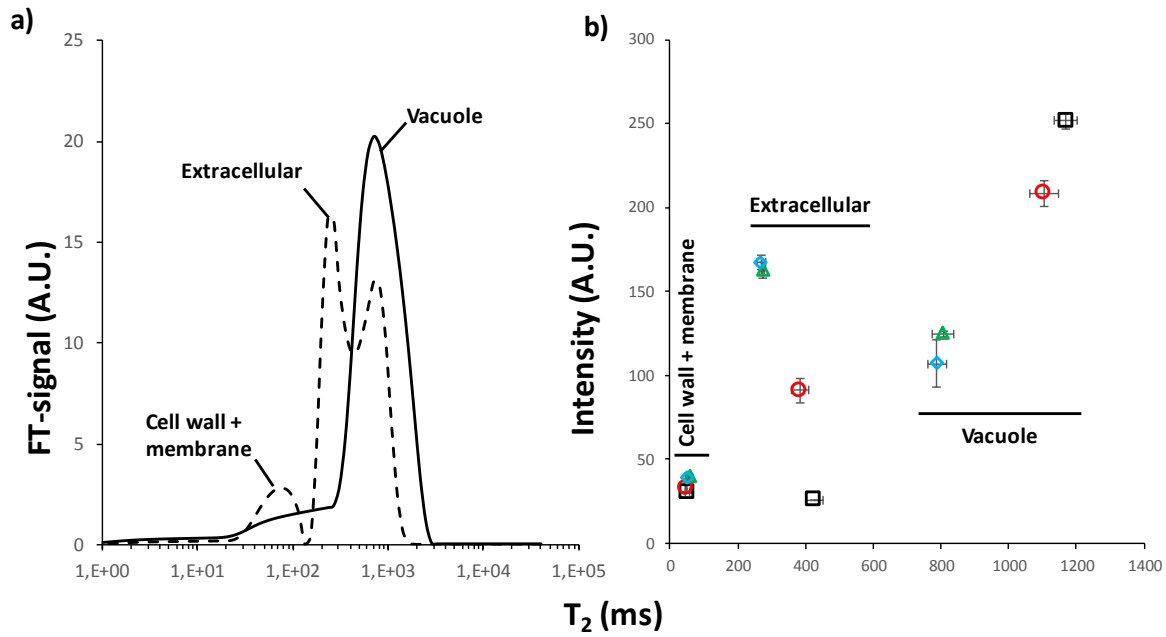 a)
FT-signal (A.U.)
25
20
15
10
5
0
1,E+00
1,E+01
1,E+02
1,E+03
1,E+04
1,E+05
Vacuole
Extracellular
Cell wall +
membrane
b)
Intensity (A.U.)
300
250
200
150
100
50
0
0
200
400
600
800
1000
1200
1400
Cell wall + membrane
Extracellular
Vacuole
T₂ (ms)